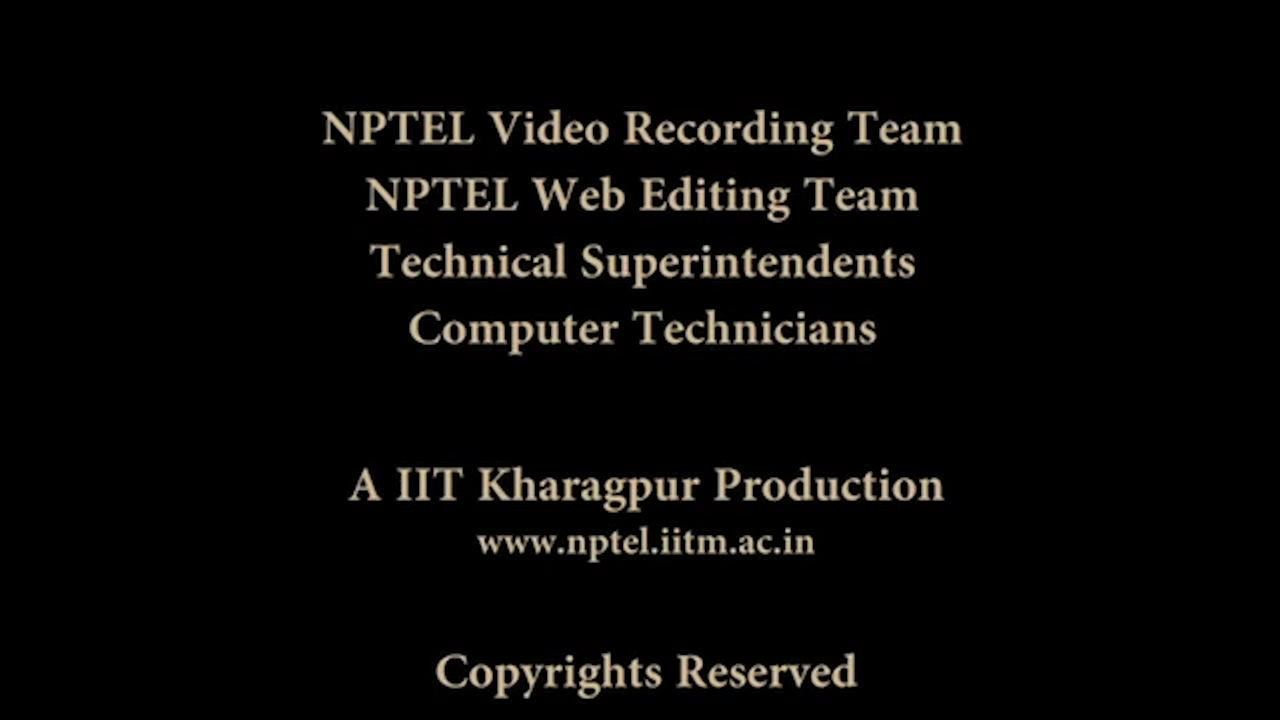 NPTEL Video Recording Team
NPTEL Web Editing Team
Technical Superintendents
Computer Technicians
A IIT Kharagpur Production
www.nptel.iitm.ac.in
Copyrights Reserved